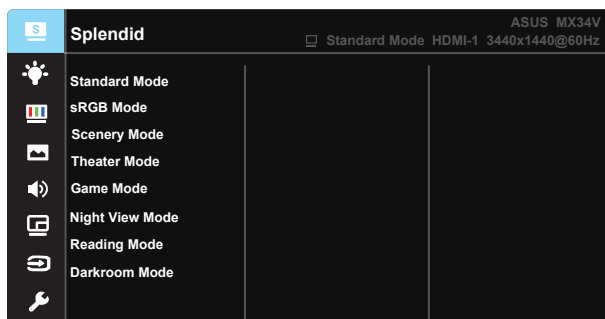 S
Splendid
ASUS MX34V
Standard Mode HDMI-1 3440x1440@60Hz
Standard Mode
sRGB Mode
Scenery Mode
Theater Mode
Game Mode
Night View Mode
Reading Mode
Darkroom Mode